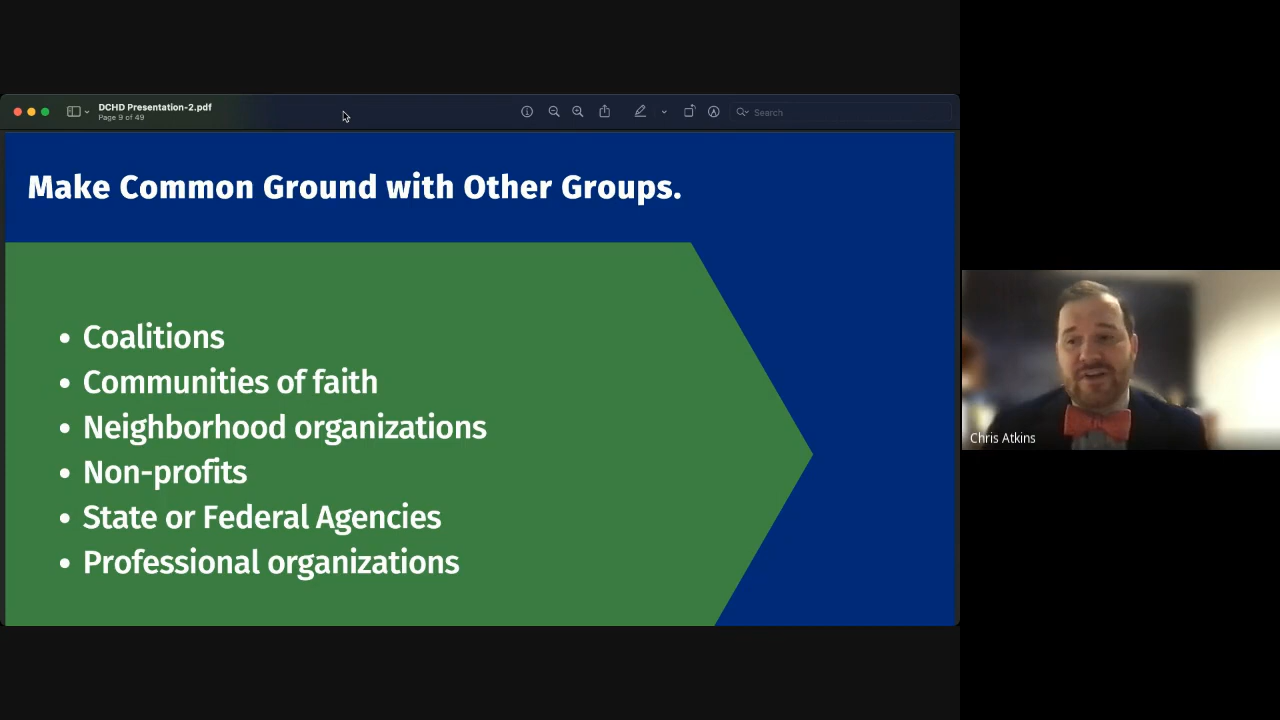 DCHD Presentation-2.pdf
Page 9 of 49
Search
Make Common Ground with Other Groups.
• Coalitions
• Communities of faith
• Neighborhood organizations
• Non-profits
• State or Federal Agencies
• Professional organizations
Chris Atkins